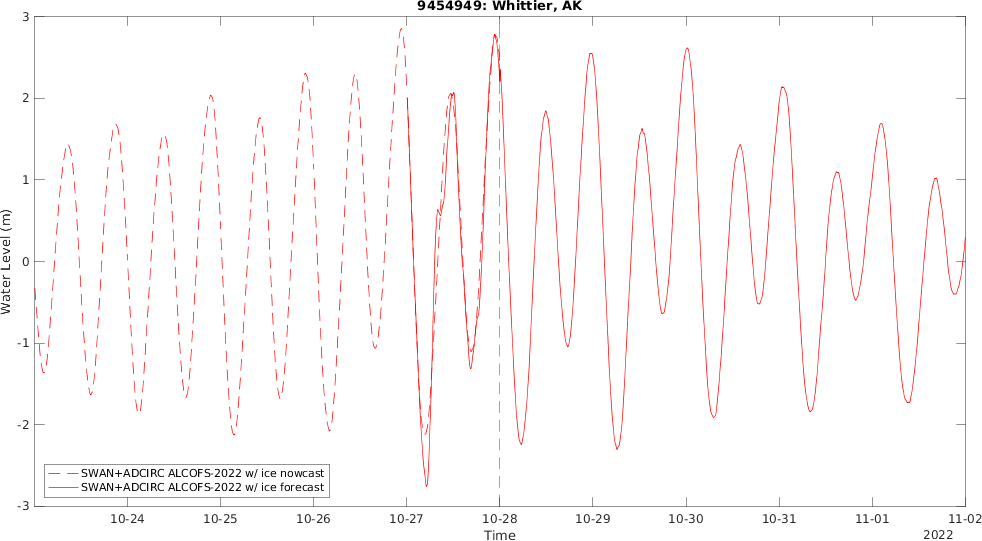 9454949: Whittier, AK
3
2
1
0
-1
-2
-3
Water Level (m)
SWAN+ADCIRC ALCOFS-2022 w/ ice nowcast
SWAN+ADCIRC ALCOFS-2022 w/ ice forecast
10-24 10-25 10-26 10-27 10-28 10-29 10-30 10-31 11-01 11-02
Time
2022